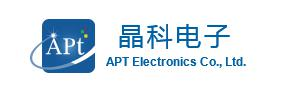 APt
晶科电子
APT Electronics Co., Ltd.